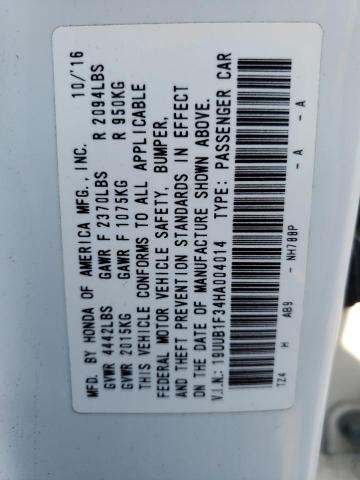 MFD. BY HONDA OF AMERICA MFG., INC. 10/'16
GVWR 4442LBS GAWR F 2370LBS R 2094LBS
GVWR 2015KG GAWR F 1075KG R 950KG
THIS VEHICLE CONFORMS TO ALL APPLICABLE
FEDERAL MOTOR VEHICLE SAFETY, BUMPER,
AND THEFT PREVENTION STANDARDS IN EFFECT
ON THE DATE OF MANUFACTURE SHOWN ABOVE.
V.I.N.: 19UUB1F34HA004014 TYPE: PASSENGER CAR
TZ4 H AB9 - NH788P - A - A